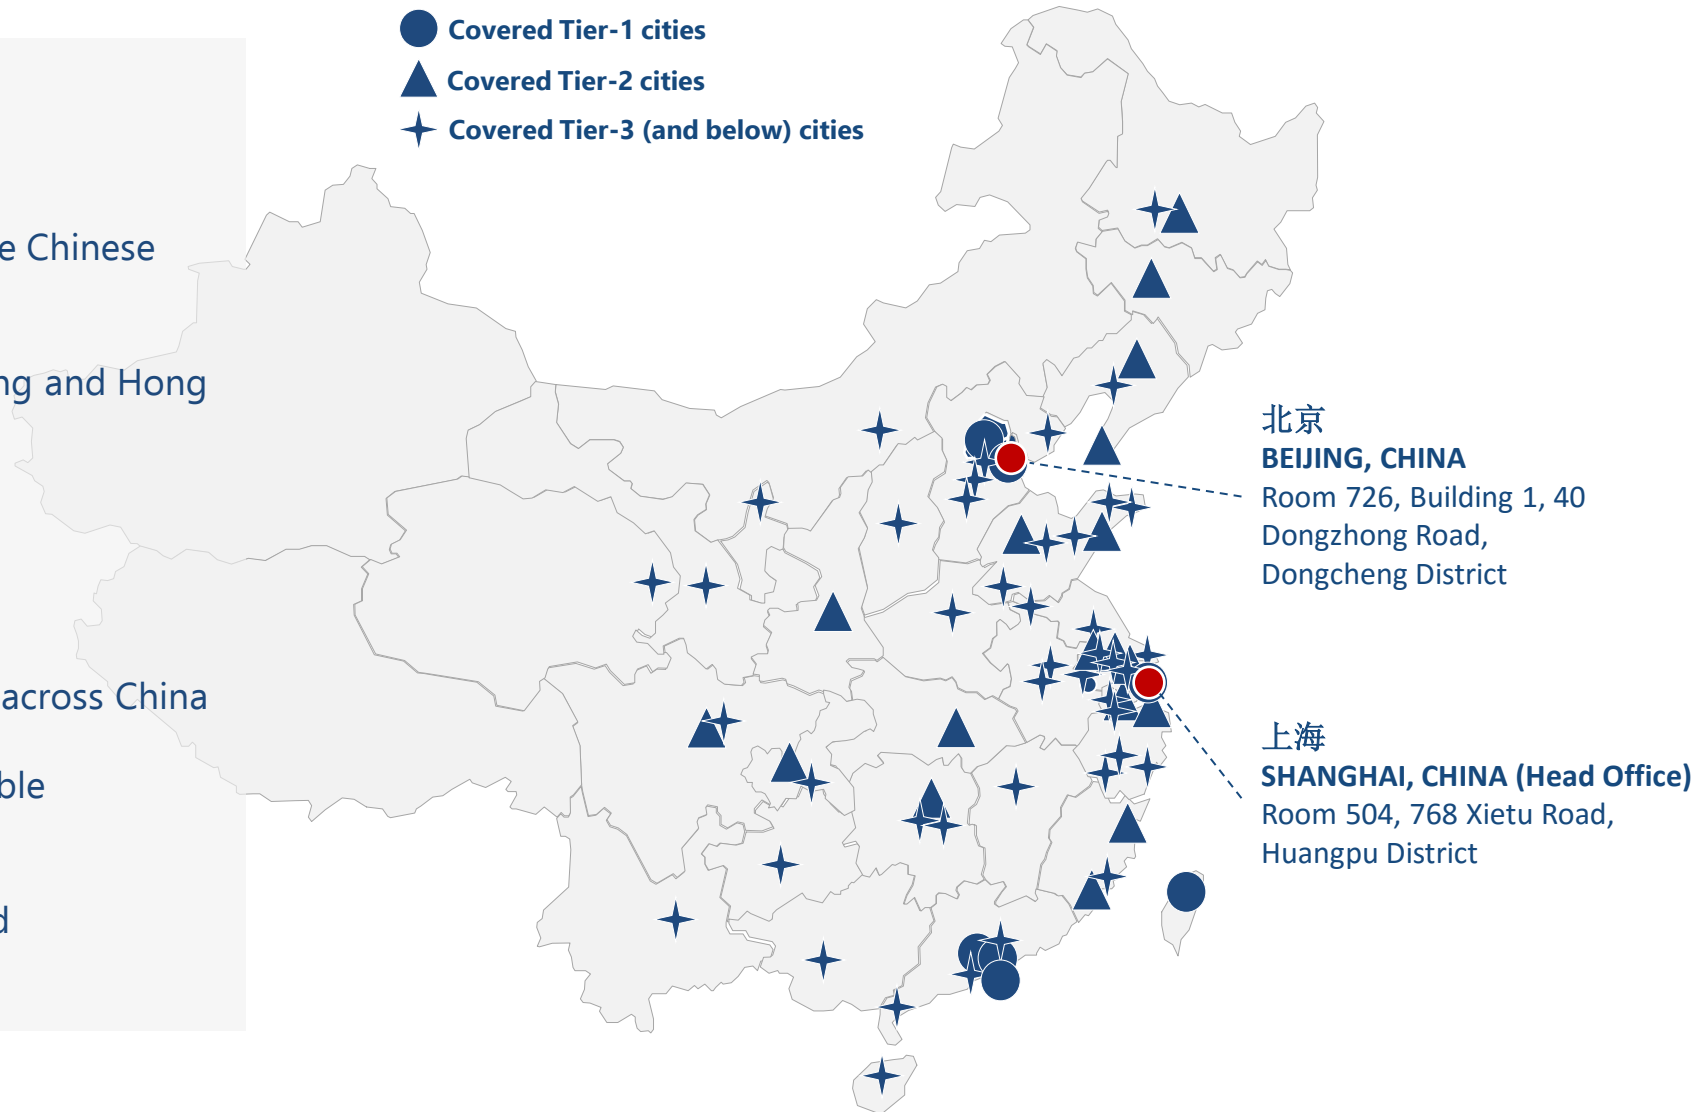 Covered Tier-1 cities
Covered Tier-2 cities
Covered Tier-3 (and below) cities
Chinese
and Hong
across China
北京
BEIJING, CHINA
Room 726, Building 1, 40
Dongzhong Road,
Dongcheng District
上海
SHANGHAI, CHINA (Head Office)
Room 504, 768 Xietu Road,
Huangpu District